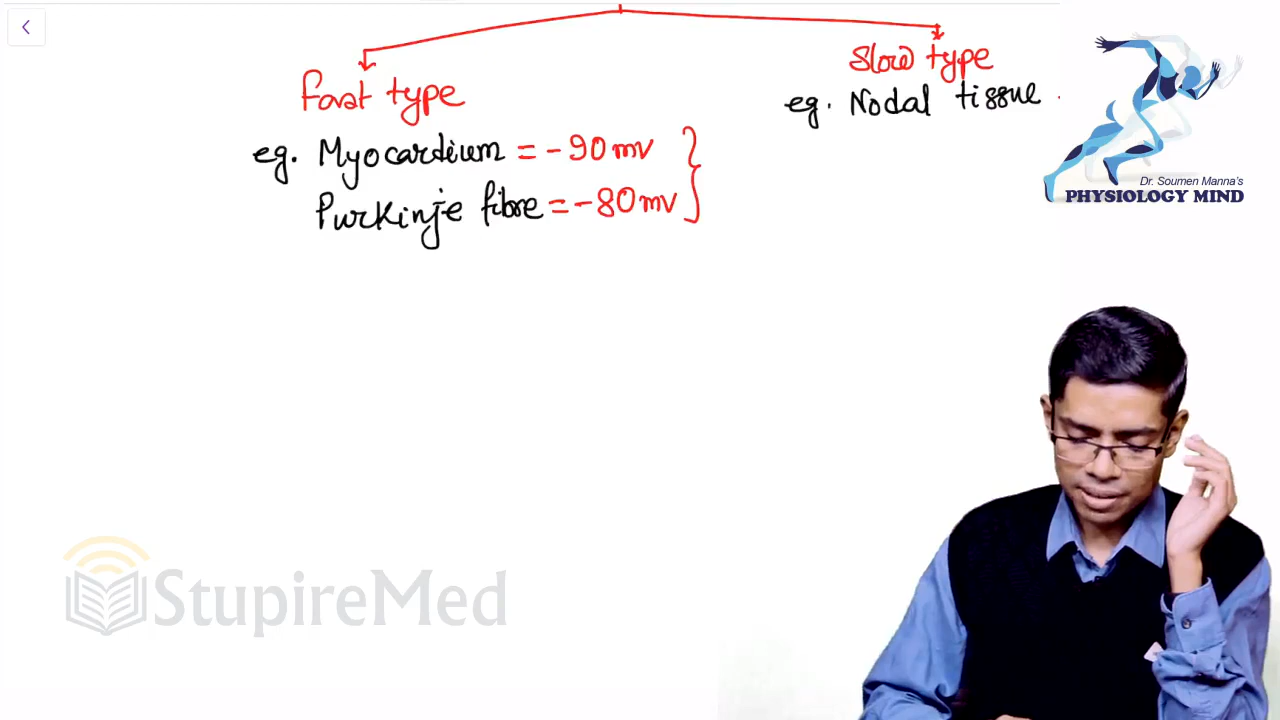 Fast type
Slow type
eg. Nodal tissue
eg. Myocardium = -90mv
Purkinje fibre = -80mv
Dr. Soumen Manna's
PHYSIOLOGY MIND
StupireMed